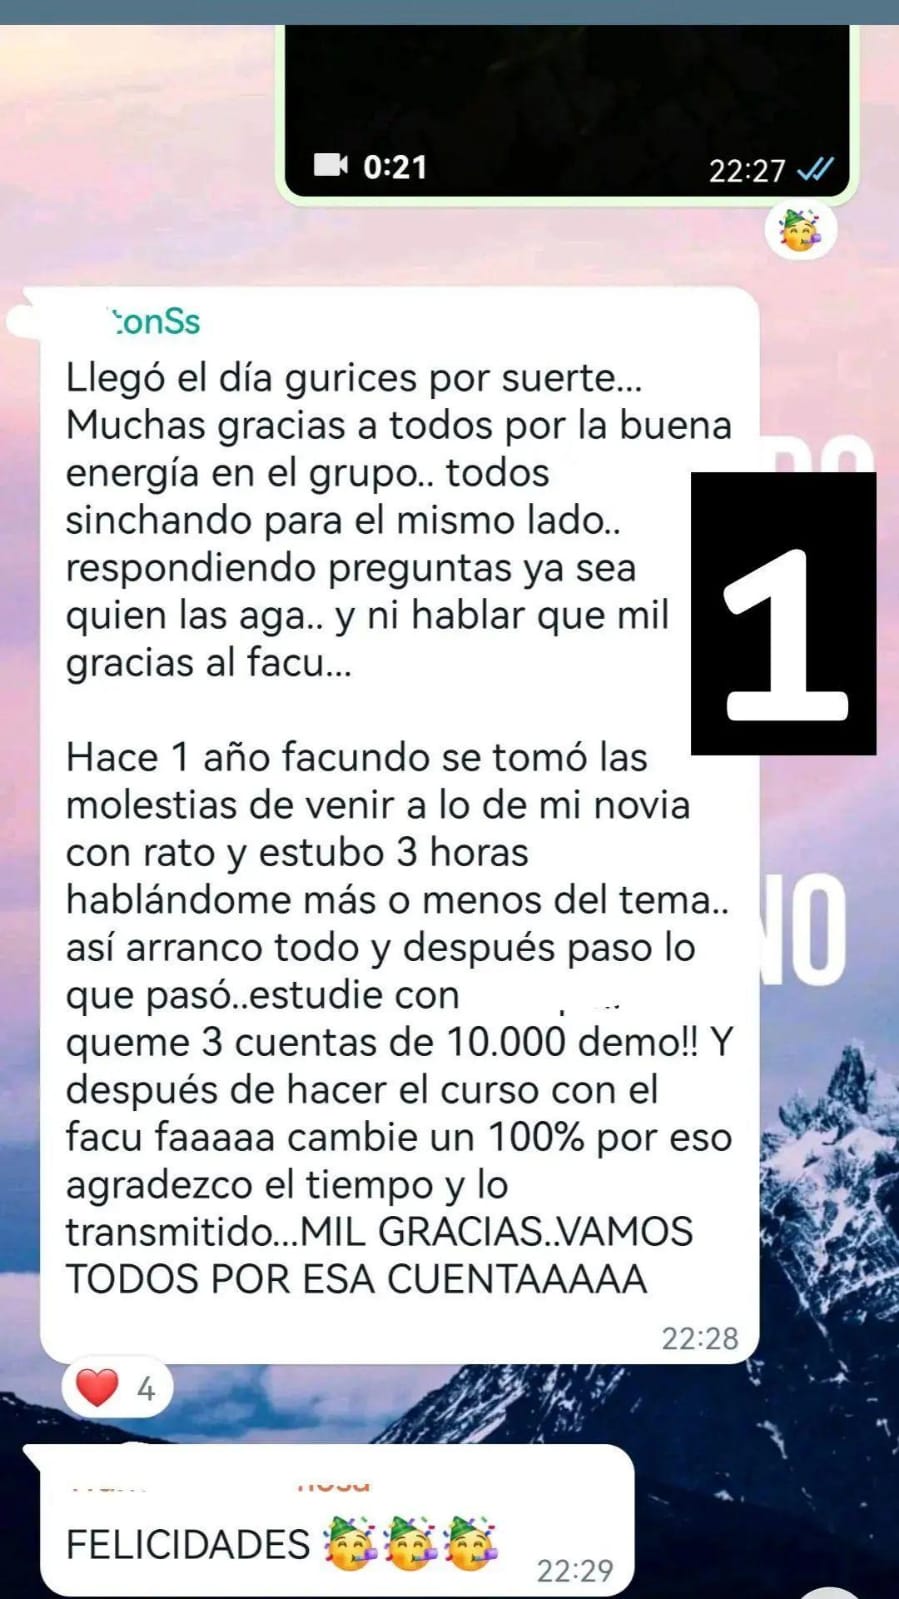 0:21
22:27
tonSs
Llegó el día gurices por suerte...
Muchas gracias a todos por la buena
energía en el grupo.. todos
sinchando para el mismo lado..
respondiendo preguntas ya sea
quien las aga.. y ni hablar que mil
gracias al facu...
1
Hace 1 año facundo se tomó las
molestias de venir a lo de mi novia
con rato y estubo 3 horas
hablándome más o menos del tema..
así arranco todo y después paso lo
que pasó..estudie con
queme 3 cuentas de 10.000 demo!! Y
después de hacer el curso con el
facu faaaaa cambie un 100% por eso
agradezco el tiempo y lo
transmitido...MIL GRACIAS..VAMOS
TODOS POR ESA CUENTAAAAA
22:28
4
FELICIDADES 🥳🥳🥳
22:29